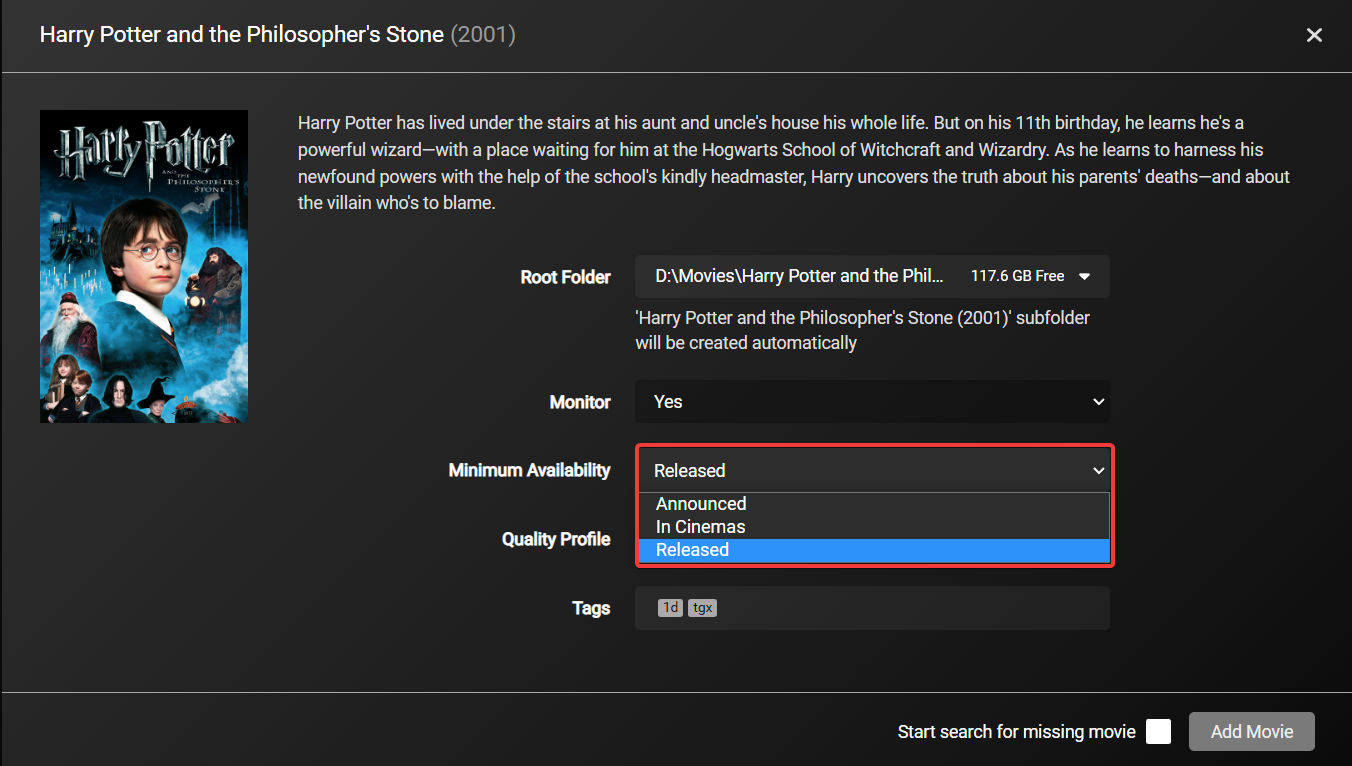 Harry Potter and the Philosopher's Stone (2001)
Harry Potter
AND THE
PHILOSOPHER'S
STONE
Harry Potter has lived under the stairs at his aunt and uncle's house his whole life. But on his 11th birthday, he learns he's a
powerful wizard—with a place waiting for him at the Hogwarts School of Witchcraft and Wizardry. As he learns to harness his
newfound powers with the help of the school's kindly headmaster, Harry uncovers the truth about his parents' deaths—and about
the villain who's to blame.
Root Folder D:\Movies\Harry Potter and the Phil... 117.6 GB Free
'Harry Potter and the Philosopher's Stone (2001)' subfolder
will be created automatically
Monitor Yes
Minimum Availability Released
Announced
In Cinemas
Quality Profile Released
Tags 1d tgx
Start search for missing movie Add Movie